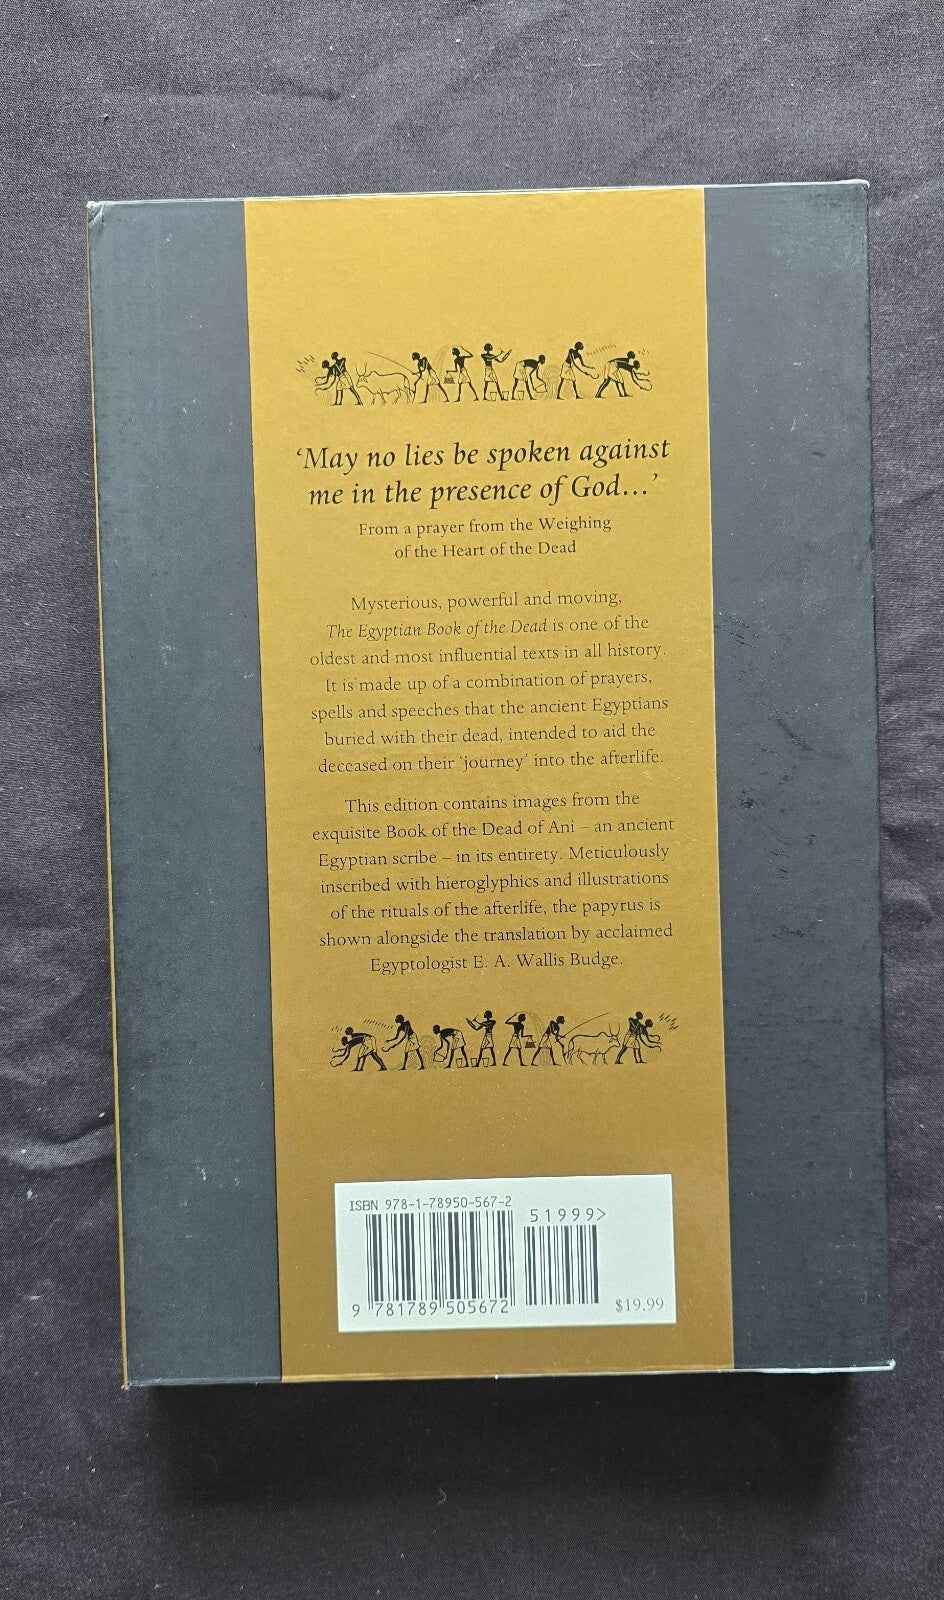 ‘May no lies be spoken against
me in the presence of God...’
From a prayer from the Weighing
of the Heart of the Dead
Mysterious, powerful and moving,
The Egyptian Book of the Dead is one of the
oldest and most influential texts in all history.
It is made up of a combination of prayers,
spells and speeches that the ancient Egyptians
buried with their dead, intended to aid the
deceased on their ‘journey’ into the afterlife.
This edition contains images from the
exquisite Book of the Dead of Ani – an ancient
Egyptian scribe – in its entirety. Meticulously
inscribed with hieroglyphics and illustrations
of the rituals of the afterlife, the papyrus is
shown alongside the translation by acclaimed
Egyptologist E. A. Wallis Budge.
ISBN 978-1-78950-567-2
51999>
9 781789 505672
$19.99